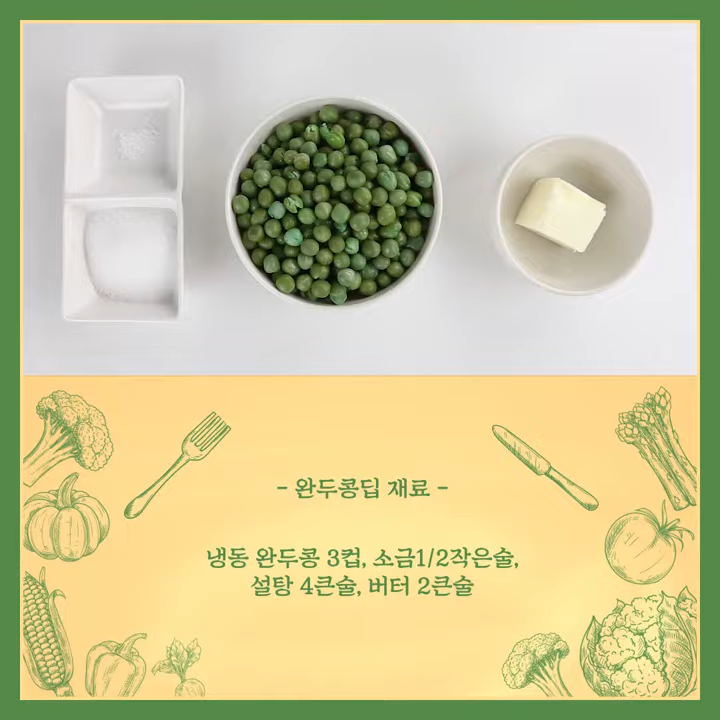 - 완두콩딥 재료 -
냉동 완두콩 3컵, 소금1/2작은술,
설탕 4큰술, 버터 2큰술